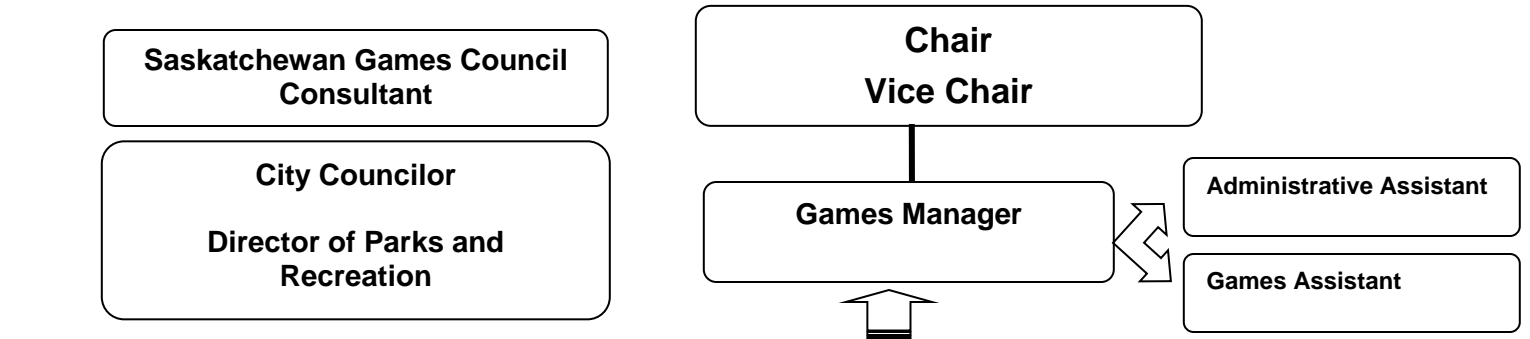 Saskatchewan Games Council
Consultant
City Councilor
Director of Parks and
Recreation
Chair
Vice Chair
Games Manager
Administrative Assistant
Games Assistant